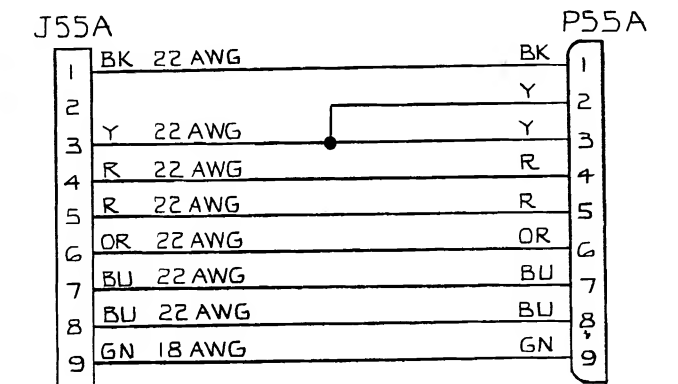 J55A P55A
1 BK 22 AWG BK 1
2 Y 2
3 Y 22 AWG Y 3
4 R 22 AWG R 4
5 R 22 AWG R 5
6 OR 22 AWG OR 6
7 BU 22 AWG BU 7
8 BU 22 AWG BU 8
9 GN 18 AWG GN 9